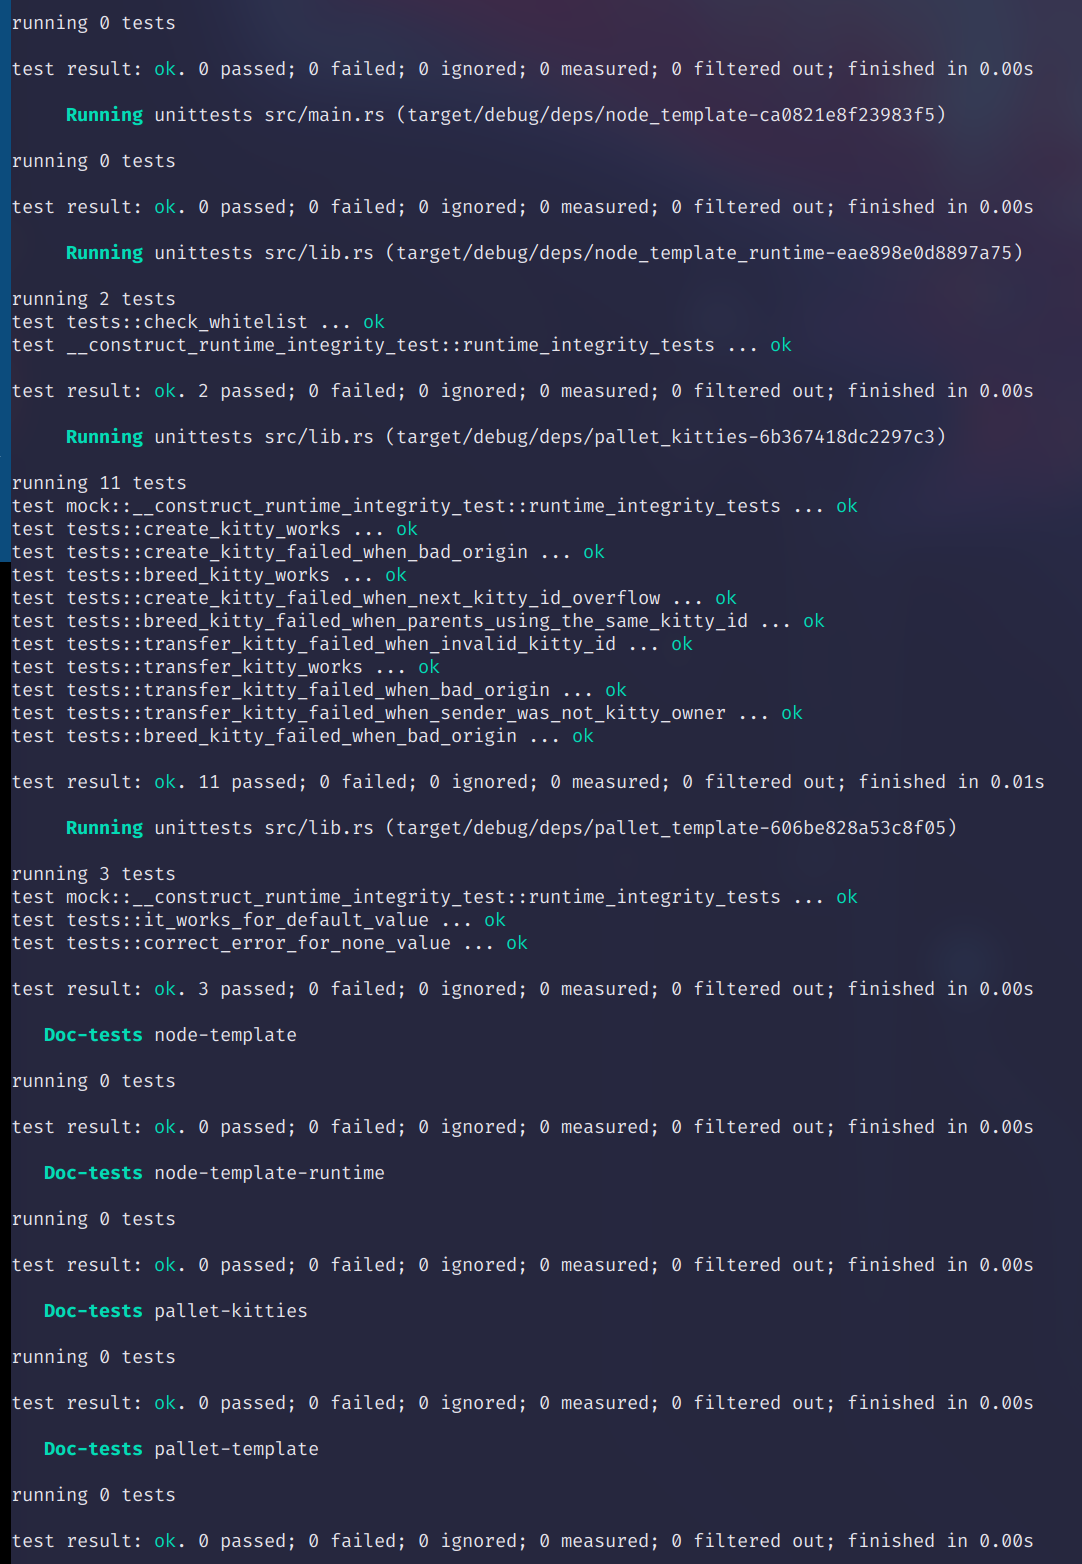 running 0 tests
test result: ok. 0 passed; 0 failed; 0 ignored; 0 measured; 0 filtered out; finished in 0.00s
Running unittests src/main.rs (target/debug/deps/node_template-ca0821e8f23983f5)
running 0 tests
test result: ok. 0 passed; 0 failed; 0 ignored; 0 measured; 0 filtered out; finished in 0.00s
Running unittests src/lib.rs (target/debug/deps/node_template_runtime-eae898e0d8897a75)
running 2 tests
test tests::check_whitelist ... ok
test __construct_runtime_integrity_test::runtime_integrity_tests ... ok
test result: ok. 2 passed; 0 failed; 0 ignored; 0 measured; 0 filtered out; finished in 0.00s
Running unittests src/lib.rs (target/debug/deps/pallet_kitties-6b367418dc2297c3)
running 11 tests
test mock::__construct_runtime_integrity_test::runtime_integrity_tests ... ok
test tests::create_kitty_works ... ok
test tests::create_kitty_failed_when_bad_origin ... ok
test tests::breed_kitty_works ... ok
test tests::create_kitty_failed_when_next_kitty_id_overflow ... ok
test tests::breed_kitty_failed_when_parents_using_the_same_kitty_id ... ok
test tests::transfer_kitty_failed_when_invalid_kitty_id ... ok
test tests::transfer_kitty_works ... ok
test tests::transfer_kitty_failed_when_bad_origin ... ok
test tests::transfer_kitty_failed_when_sender_was_not_kitty_owner ... ok
test tests::breed_kitty_failed_when_bad_origin ... ok
test result: ok. 11 passed; 0 failed; 0 ignored; 0 measured; 0 filtered out; finished in 0.01s
Running unittests src/lib.rs (target/debug/deps/pallet_template-606be828a53c8f05)
running 3 tests
test mock::__construct_runtime_integrity_test::runtime_integrity_tests ... ok
test tests::it_works_for_default_value ... ok
test tests::correct_error_for_none_value ... ok
test result: ok. 3 passed; 0 failed; 0 ignored; 0 measured; 0 filtered out; finished in 0.00s
Doc-tests node-template
running 0 tests
test result: ok. 0 passed; 0 failed; 0 ignored; 0 measured; 0 filtered out; finished in 0.00s
Doc-tests node-template-runtime
running 0 tests
test result: ok. 0 passed; 0 failed; 0 ignored; 0 measured; 0 filtered out; finished in 0.00s
Doc-tests pallet-kitties
running 0 tests
test result: ok. 0 passed; 0 failed; 0 ignored; 0 measured; 0 filtered out; finished in 0.00s
Doc-tests pallet-template
running 0 tests
test result: ok. 0 passed; 0 failed; 0 ignored; 0 measured; 0 filtered out; finished in 0.00s